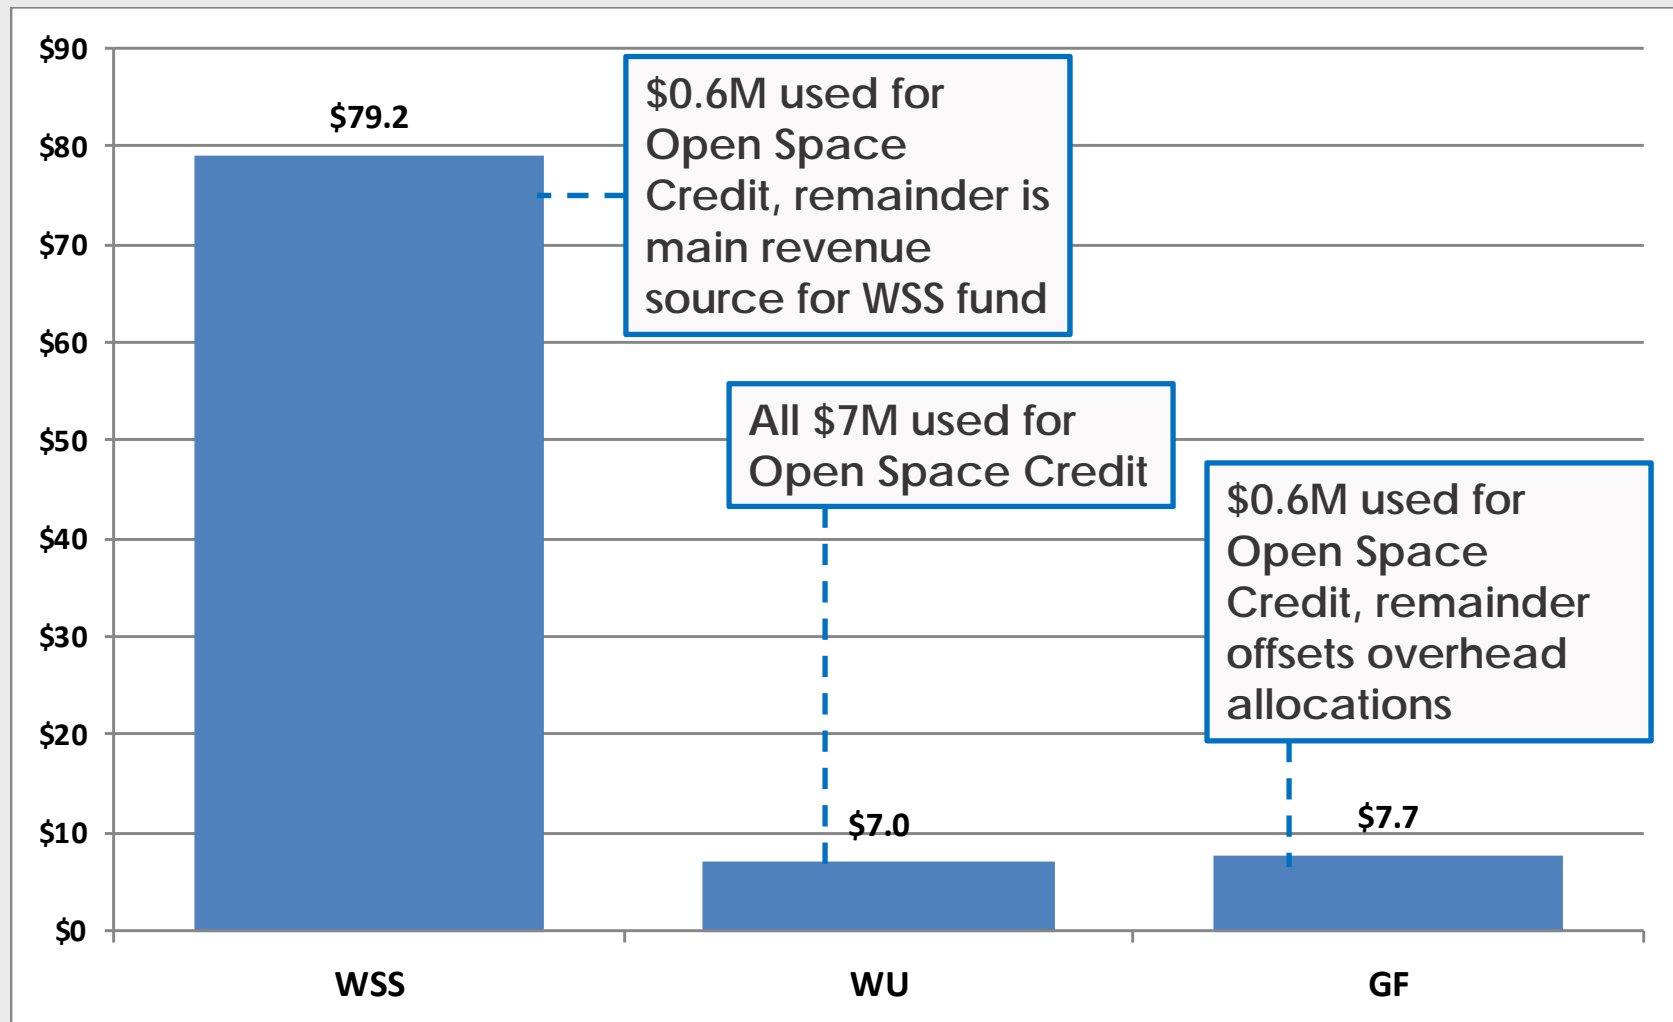 $90
$80
$70
$60
$50
$40
$30
$20
$10
$0
$79.2
$0.6M used for
Open Space
Credit, remainder is
main revenue
source for WSS fund
All $7M used for
Open Space Credit
$0.6M used for
Open Space
Credit, remainder
offsets overhead
allocations
$7.0
$7.7
WSS
WU
GF